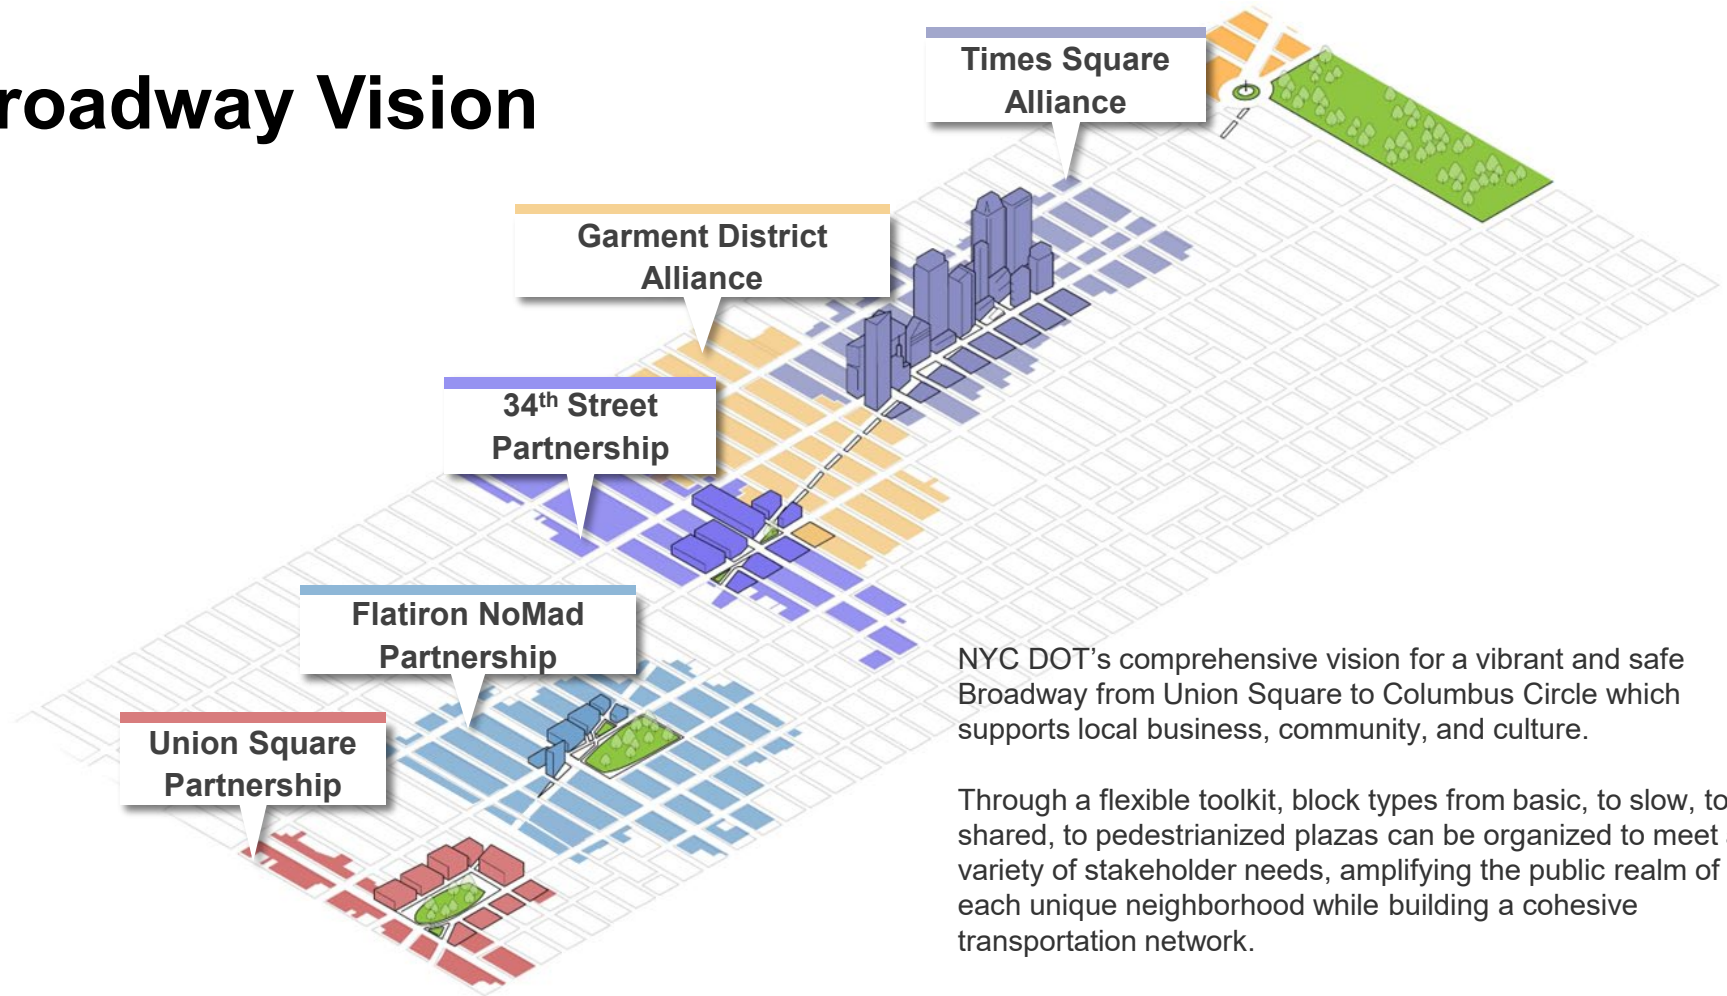 roadway Vision
Times Square
Alliance
Garment District
Alliance
34th Street
Partnership
Flatiron NoMad
Partnership
Union Square
Partnership
NYC DOT’s comprehensive vision for a vibrant and safe
Broadway from Union Square to Columbus Circle which
supports local business, community, and culture.
Through a flexible toolkit, block types from basic, to slow, to
shared, to pedestrianized plazas can be organized to meet
variety of stakeholder needs, amplifying the public realm of
each unique neighborhood while building a cohesive
transportation network.